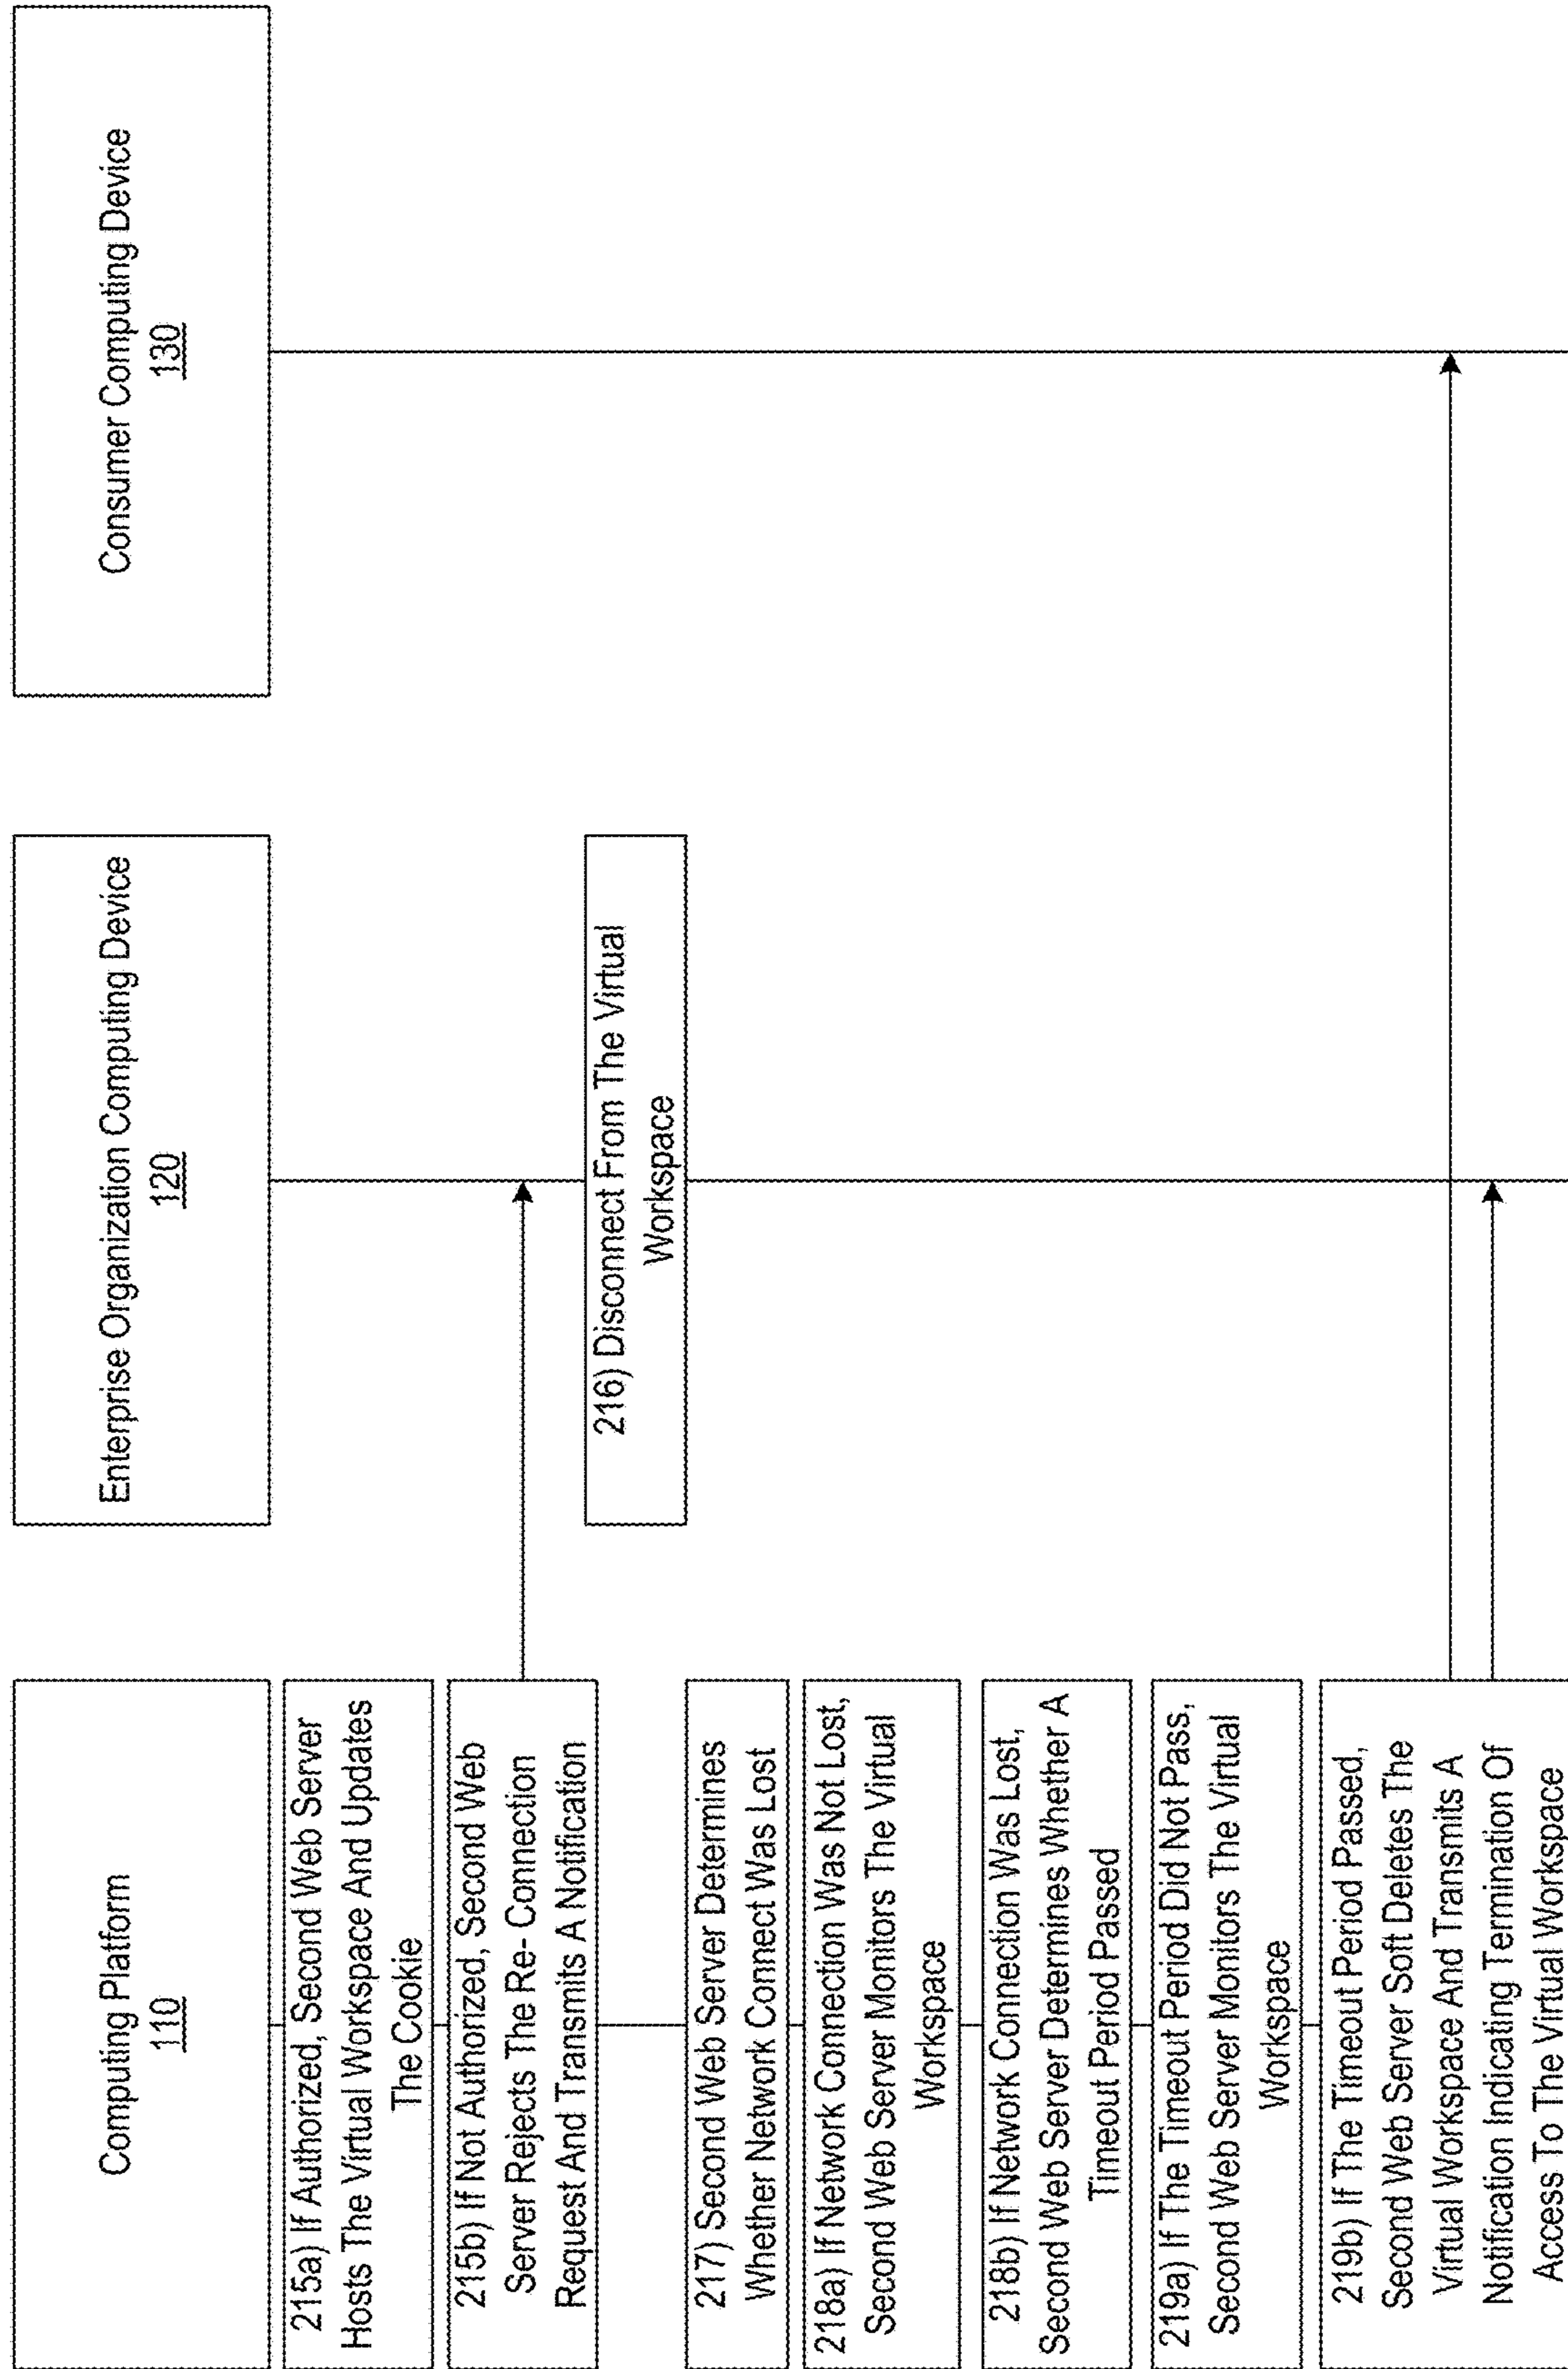 Computing Platform
110
Enterprise Organization Computing Device
120
Consumer Computing Device
130
215a) If Authorized, Second Web Server
Hosts The Virtual Workspace And Updates
The Cookie
215b) If Not Authorized, Second Web
Server Rejects The Re- Connection
Request And Transmits A Notification
216) Disconnect From The Virtual
Workspace
217) Second Web Server Determines
Whether Network Connect Was Lost
218a) If Network Connection Was Not Lost,
Second Web Server Monitors The Virtual
Workspace
218b) If Network Connection Was Lost,
Second Web Server Determines Whether A
Timeout Period Passed
219a) If The Timeout Period Did Not Pass,
Second Web Server Monitors The Virtual
Workspace
219b) If The Timeout Period Passed,
Second Web Server Soft Deletes The
Virtual Workspace And Transmits A
Notification Indicating Termination Of
Access To The Virtual Workspace